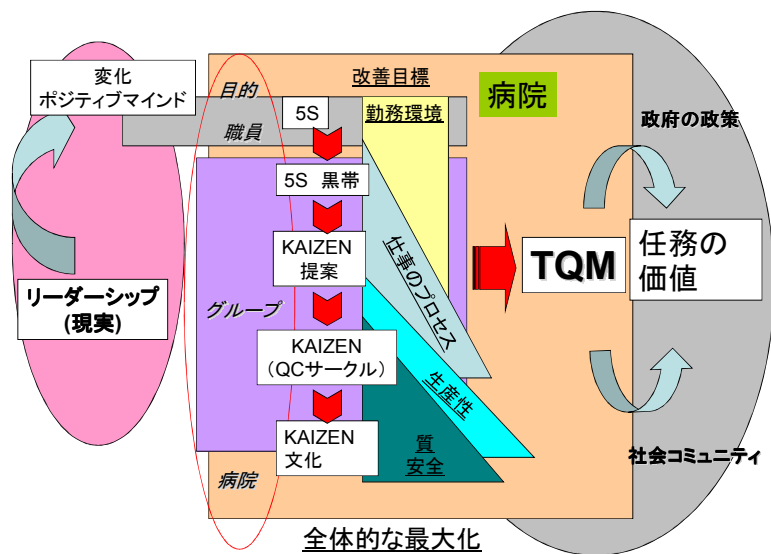 変化
ポジティブマインド
目的
改善目標
病院
5S
勤務環境
職員
政府の政策
5S 黒帯
KAIZEN
提案
仕事のプロセス
TQM
任務の
価値
リーダーシップ
(現実)
グループ
KAIZEN
(QCサークル)
生産性
KAIZEN
文化
質
安全
社会コミュニティ
病院
全体的な最大化